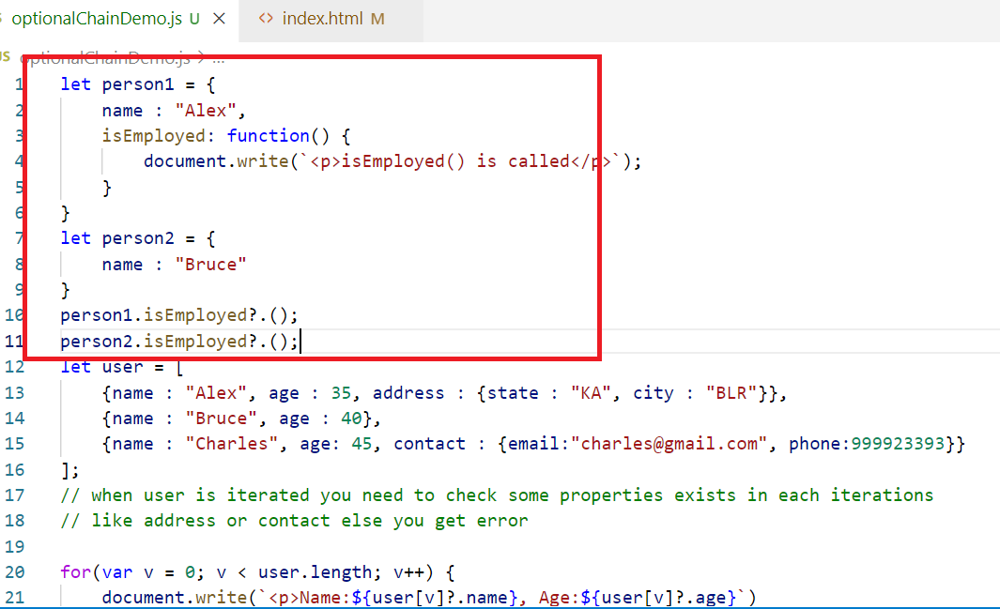 optionalChainDemo.js U × <> index.html M
JS optionalChainDemo.js > ...
1 let person1 = {
2 name : "Alex",
3 isEmployed: function() {
4 document.write(`<p>isEmployed() is called</p>`);
5 }
6 }
7 let person2 = {
8 name : "Bruce"
9 }
10 person1.isEmployed?.();
11 person2.isEmployed?.();
12 let user = [
13 {name : "Alex", age : 35, address : {state : "KA", city : "BLR"}},
14 {name : "Bruce", age : 40},
15 {name : "Charles", age: 45, contact : {email:"charles@gmail.com", phone:999923393}}
16 ];
17 // when user is iterated you need to check some properties exists in each iterations
18 // like address or contact else you get error
19
20 for(var v = 0; v < user.length; v++) {
21 document.write(`<p>Name:${user[v]?.name}, Age:${user[v]?.age}`)